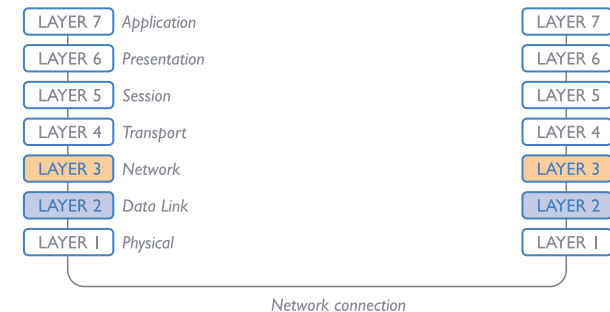 LAYER 7 Application LAYER 7
LAYER 6 Presentation LAYER 6
LAYER 5 Session LAYER 5
LAYER 4 Transport LAYER 4
LAYER 3 Network LAYER 3
LAYER 2 Data Link LAYER 2
LAYER 1 Physical LAYER 1
Network connection